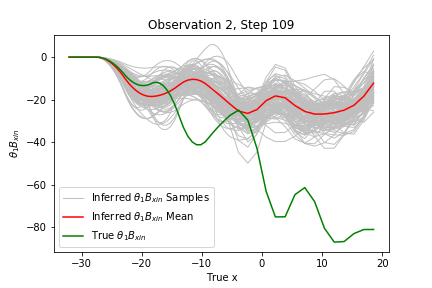 Observation 2, Step 109
θ₁Bₓᵢₙ
0
−20
−40
−60
−80
Inferred θ₁Bₓᵢₙ Samples
Inferred θ₁Bₓᵢₙ Mean
True θ₁Bₓᵢₙ
−30
−20
−10
0
10
20
True x